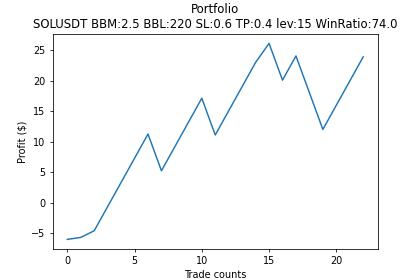 Portfolio
SOLUSDT BBM:2.5 BBL:220 SL:0.6 TP:0.4 lev:15 WinRatio:74.0
25
20
15
10
5
0
−5
Profit ($)
0 5 10 15 20
Trade counts